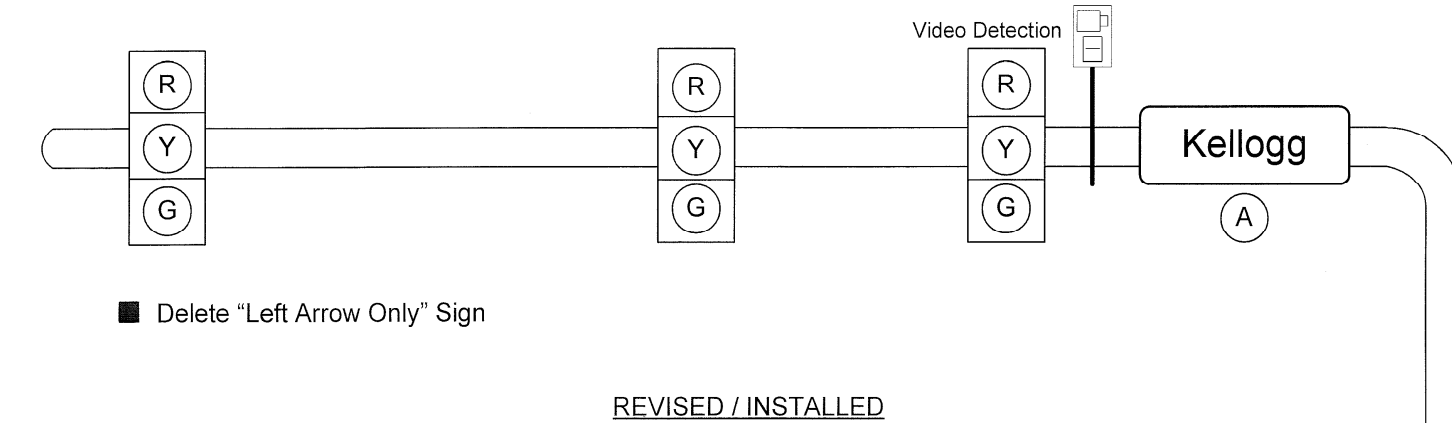 Video Detection
R
R
R
Y
Y
Y
Kellogg
G
G
G
A
Delete “Left Arrow Only” Sign
REVISED / INSTALLED